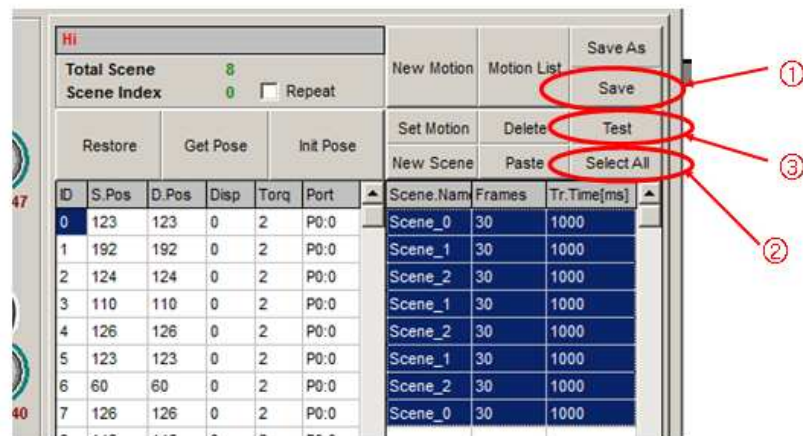 Hi
Total Scene 8
Scene Index 0 Repeat
New Motion Motion List Save As
Save
①
Restore Get Pose Init Pose
Set Motion Delete Test
New Scene Paste Select All
③
②
47
ID S.Pos D.Pos Disp Torq Port Scene.Nam Frames Tr.Time[ms]
0 123 123 0 2 P0:0 Scene_0 30 1000
1 192 192 0 2 P0:0 Scene_1 30 1000
2 124 124 0 2 P0:0 Scene_2 30 1000
3 110 110 0 2 P0:0 Scene_1 30 1000
4 126 126 0 2 P0:0 Scene_2 30 1000
5 123 123 0 2 P0:0 Scene_1 30 1000
6 60 60 0 2 P0:0 Scene_2 30 1000
40
7 126 126 0 2 P0:0 Scene_0 30 1000